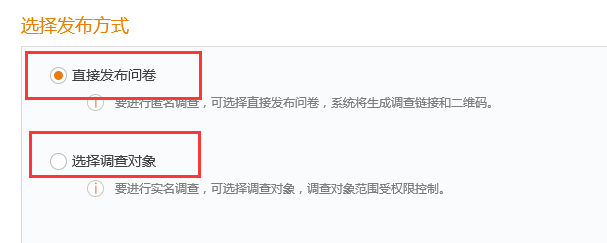 选择发布方式
直接发布问卷
要进行匿名调查，可选择直接发布问卷，系统将生成调查链接和二维码。
选择调查对象
要进行实名调查，可选择调查对象，调查对象范围受权限控制。